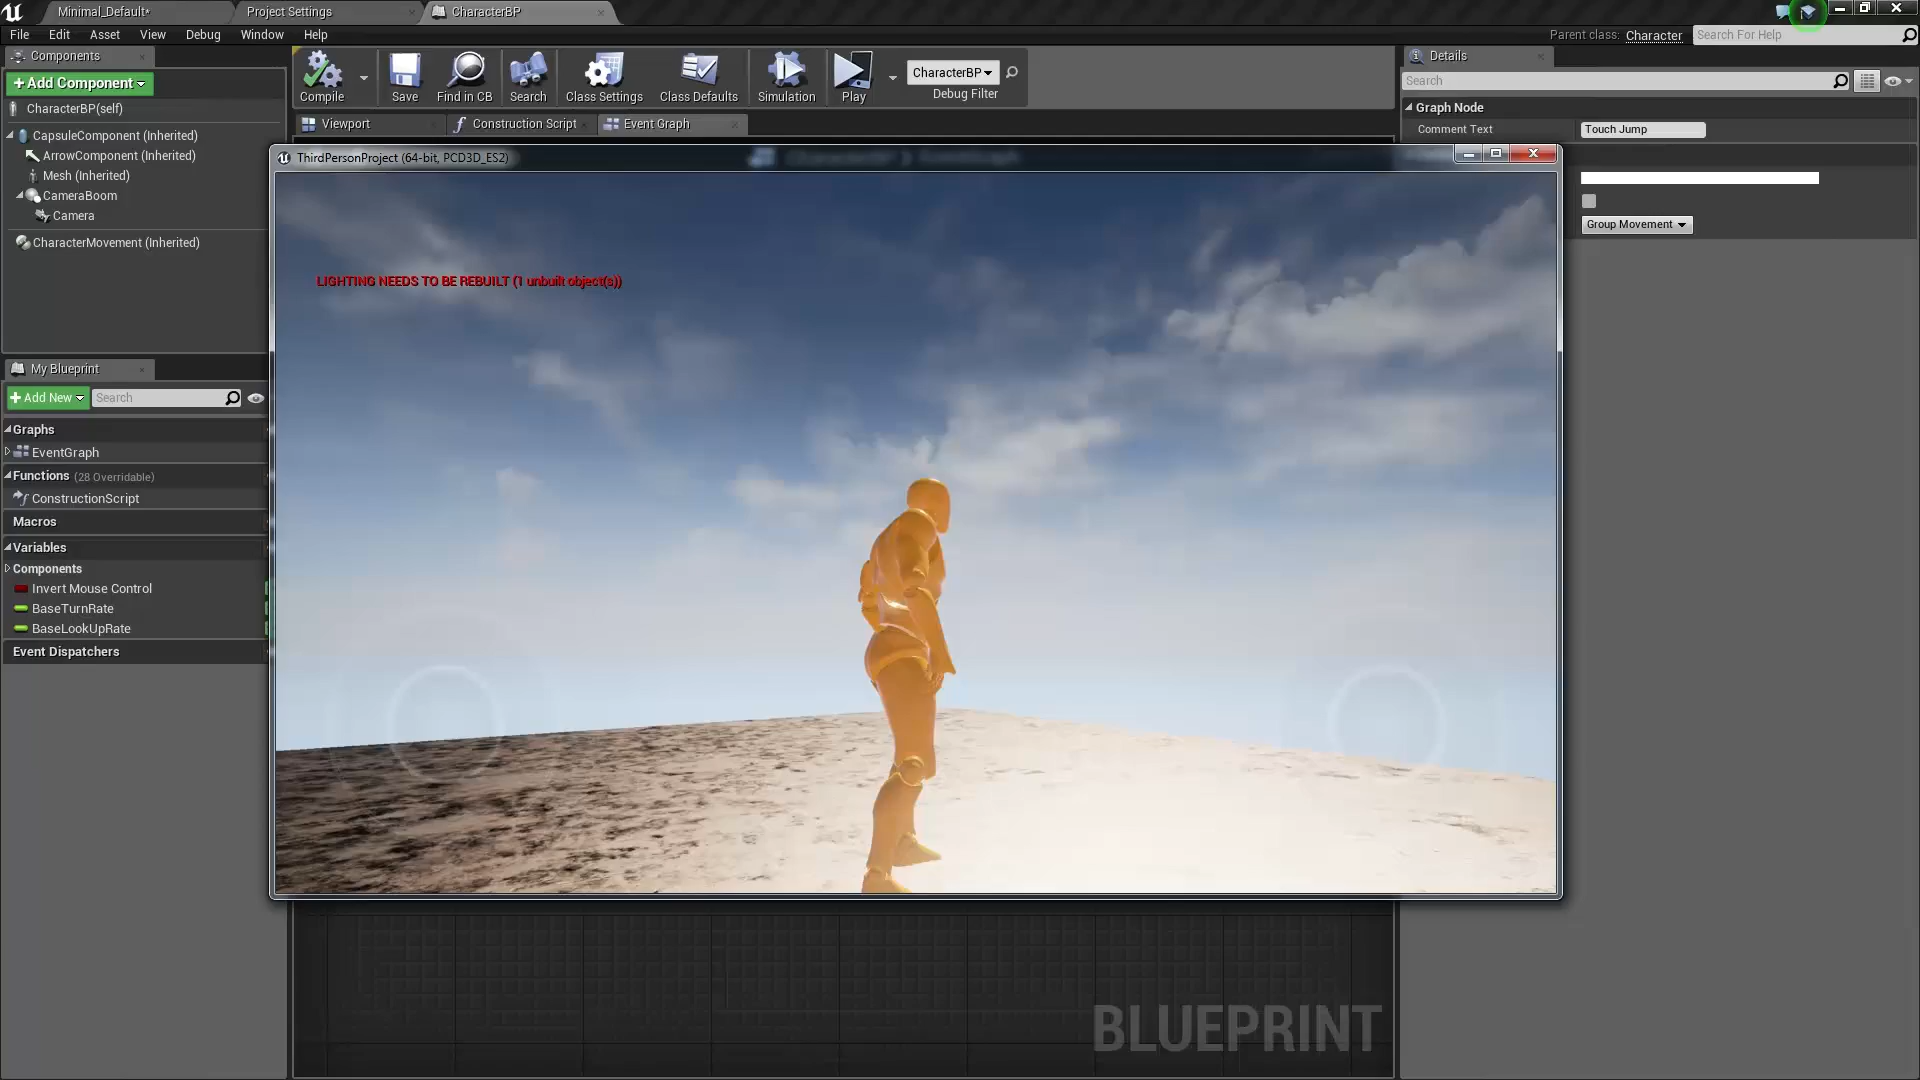 Minimal_Default*
Project Settings
CharacterBP
File Edit Asset View Debug Window Help
Parent class: Character
Search For Help
Components
Add Component
CharacterBP(self)
CapsuleComponent (Inherited)
ArrowComponent (Inherited)
Mesh (Inherited)
CameraBoom
Camera
CharacterMovement (Inherited)
Compile
Save
Find in CB
Search
Class Settings
Class Defaults
Simulation
Play
CharacterBP
Debug Filter
Viewport
Construction Script
Event Graph
Details
Search
Graph Node
Comment Text
Touch Jump
Group Movement
ThirdPersonProject (64-bit, PCD3D_ES2)
LIGHTING NEEDS TO BE REBUILT (1 unbuilt object(s))
My Blueprint
Add New
Search
Graphs
EventGraph
Functions (28 Overridable)
ConstructionScript
Macros
Variables
Components
Invert Mouse Control
BaseTurnRate
BaseLookUpRate
Event Dispatchers
BLUEPRINT